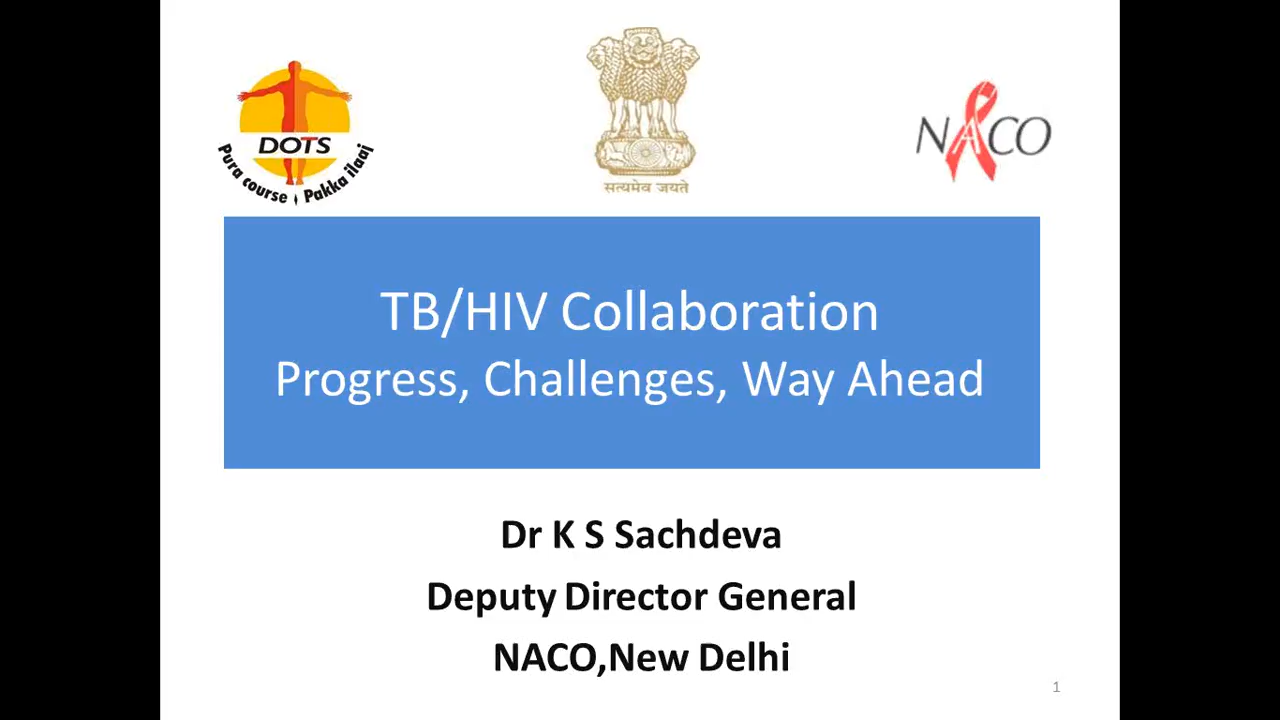 DOTS
Pura course Pakka ilaaj
सत्यमेव जयते
NACO
TB/HIV Collaboration
Progress, Challenges, Way Ahead
Dr K S Sachdeva
Deputy Director General
NACO,New Delhi
1